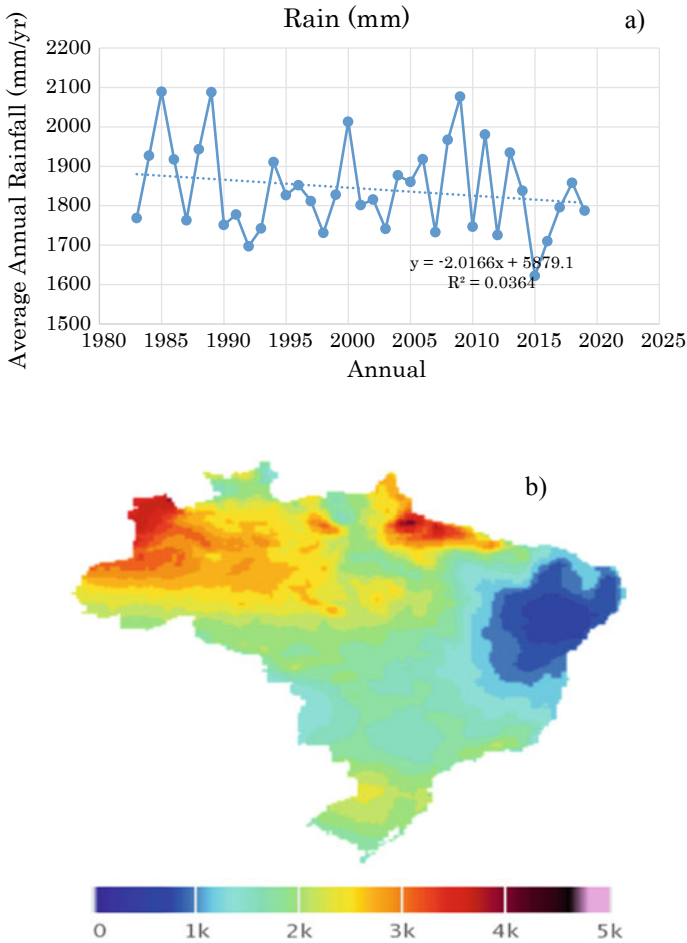 Rain (mm)
a)
Average Annual Rainfall (mm/yr)
2200
2100
2000
1900
1800
1700
1600
1500
y = -2.0166x + 5879.1
R² = 0.0364
1980 1985 1990 1995 2000 2005 2010 2015 2020 2025
Annual
b)
0 1k 2k 3k 4k 5k